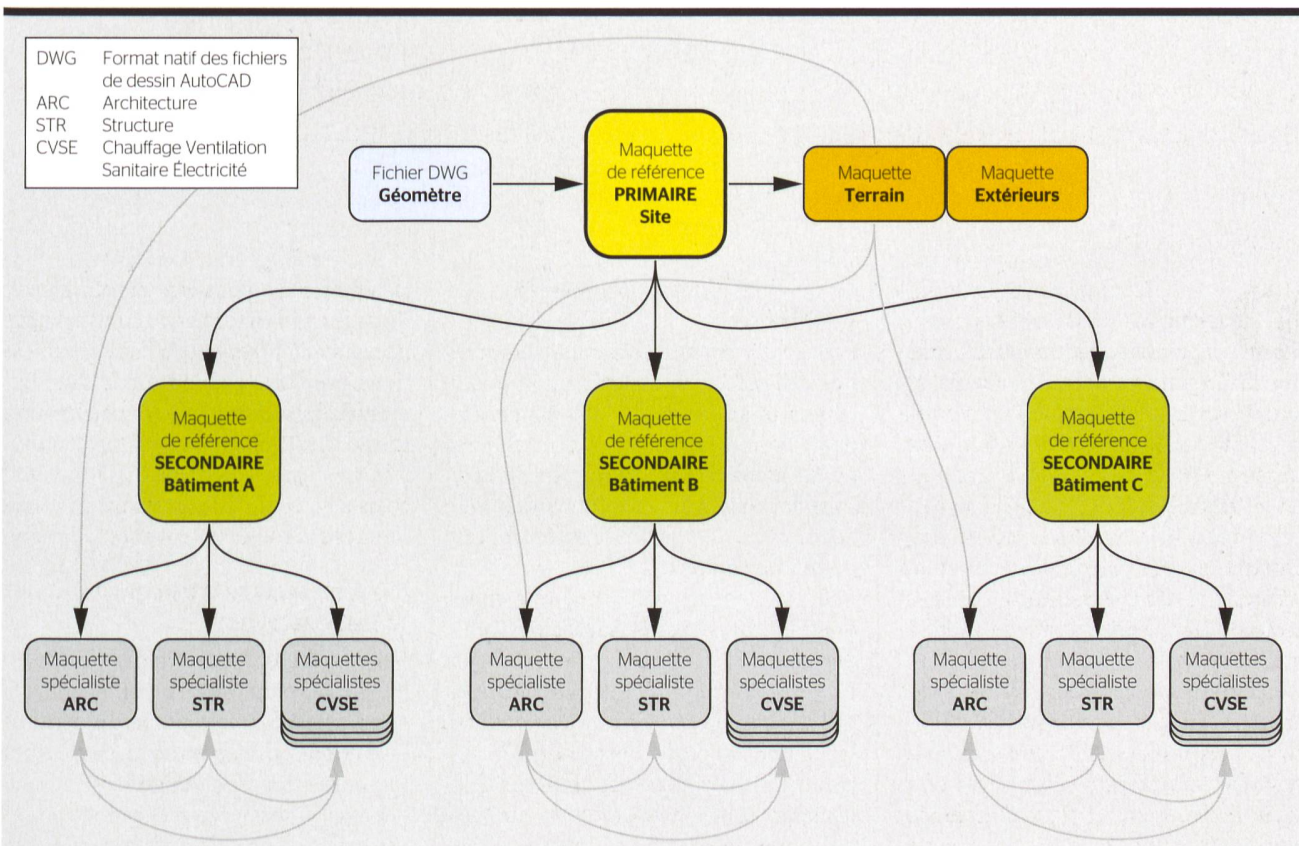 DWG Format natif des fichiers
de dessin AutoCAD
ARC Architecture
STR Structure
CVSE Chauffage Ventilation
Sanitaire Électricité
Fichier DWG
Géomètre
Maquette
de référence
PRIMAIRE
Site
Maquette
Terrain
Maquette
Extérieurs
Maquette
de référence
SECONDAIRE
Bâtiment A
Maquette
de référence
SECONDAIRE
Bâtiment B
Maquette
de référence
SECONDAIRE
Bâtiment C
Maquette
spécialiste
ARC
Maquette
spécialiste
STR
Maquettes
spécialistes
CVSE
Maquette
spécialiste
ARC
Maquette
spécialiste
STR
Maquettes
spécialistes
CVSE
Maquette
spécialiste
ARC
Maquette
spécialiste
STR
Maquettes
spécialistes
CVSE